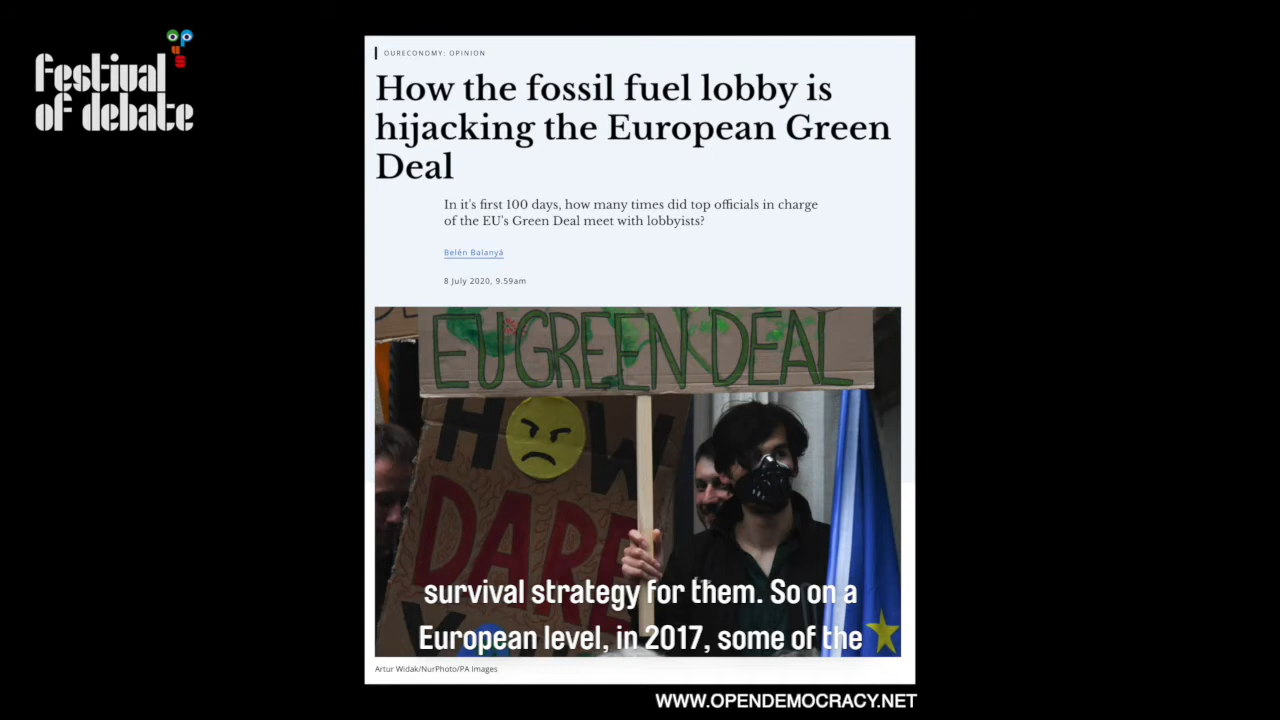 festival
of debate
OPUS
OURECONOMY: OPINION
How the fossil fuel lobby is
hijacking the European Green
Deal
In it's first 100 days, how many times did top officials in charge
of the EU's Green Deal meet with lobbyists?
Belén Balanyá
8 July 2020, 9.59am
EU GREEN DEAL
HOW
DARE
survival strategy for them. So on a
European level, in 2017, some of the
Artur Widak/NurPhoto/PA Images
WWW.OPENDEMOCRACY.NET